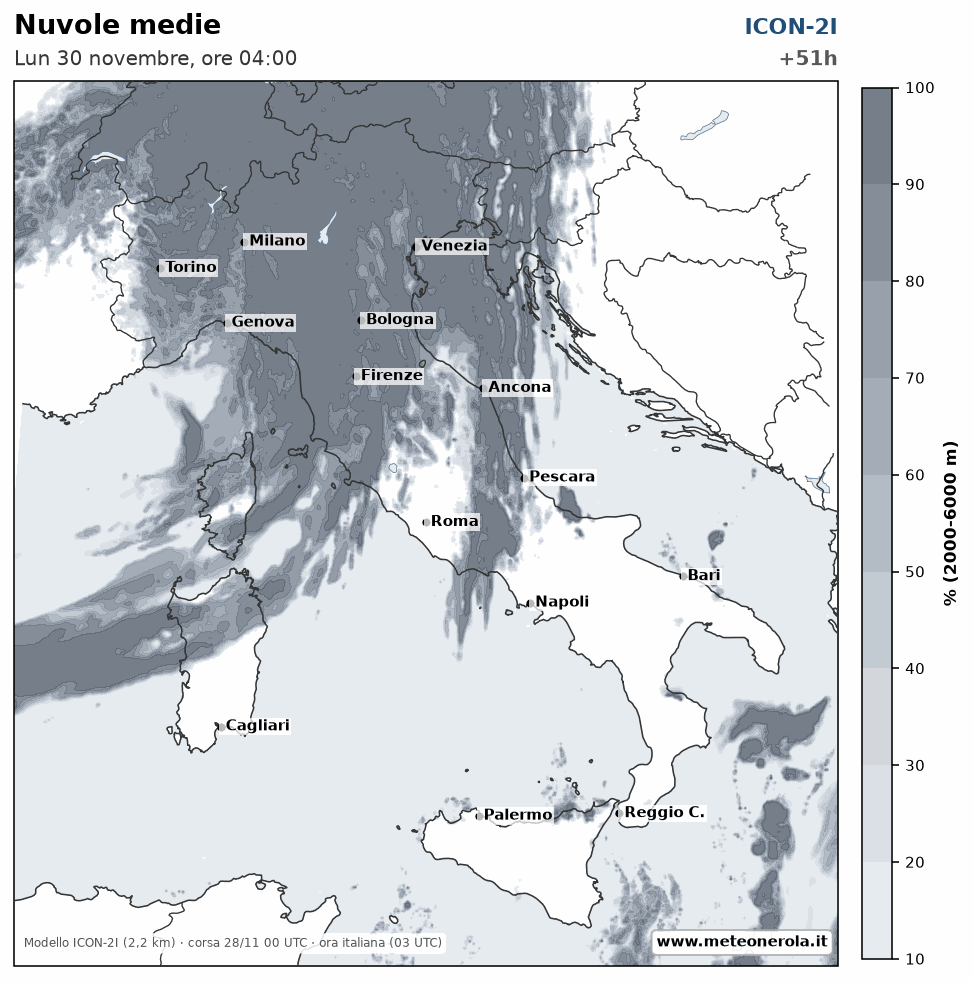 Nuvole medie
ICON-2I
Lun 30 novembre, ore 04:00
+51h
Milano
Venezia
Torino
Genova
Bologna
Firenze
Ancona
Pescara
Roma
Bari
Napoli
Cagliari
Palermo
Reggio C.
Modello ICON-2I (2,2 km) · corsa 28/11 00 UTC · ora italiana (03 UTC)
www.meteonerola.it
100
90
80
70
60
50
40
30
20
10
% (2000-6000 m)